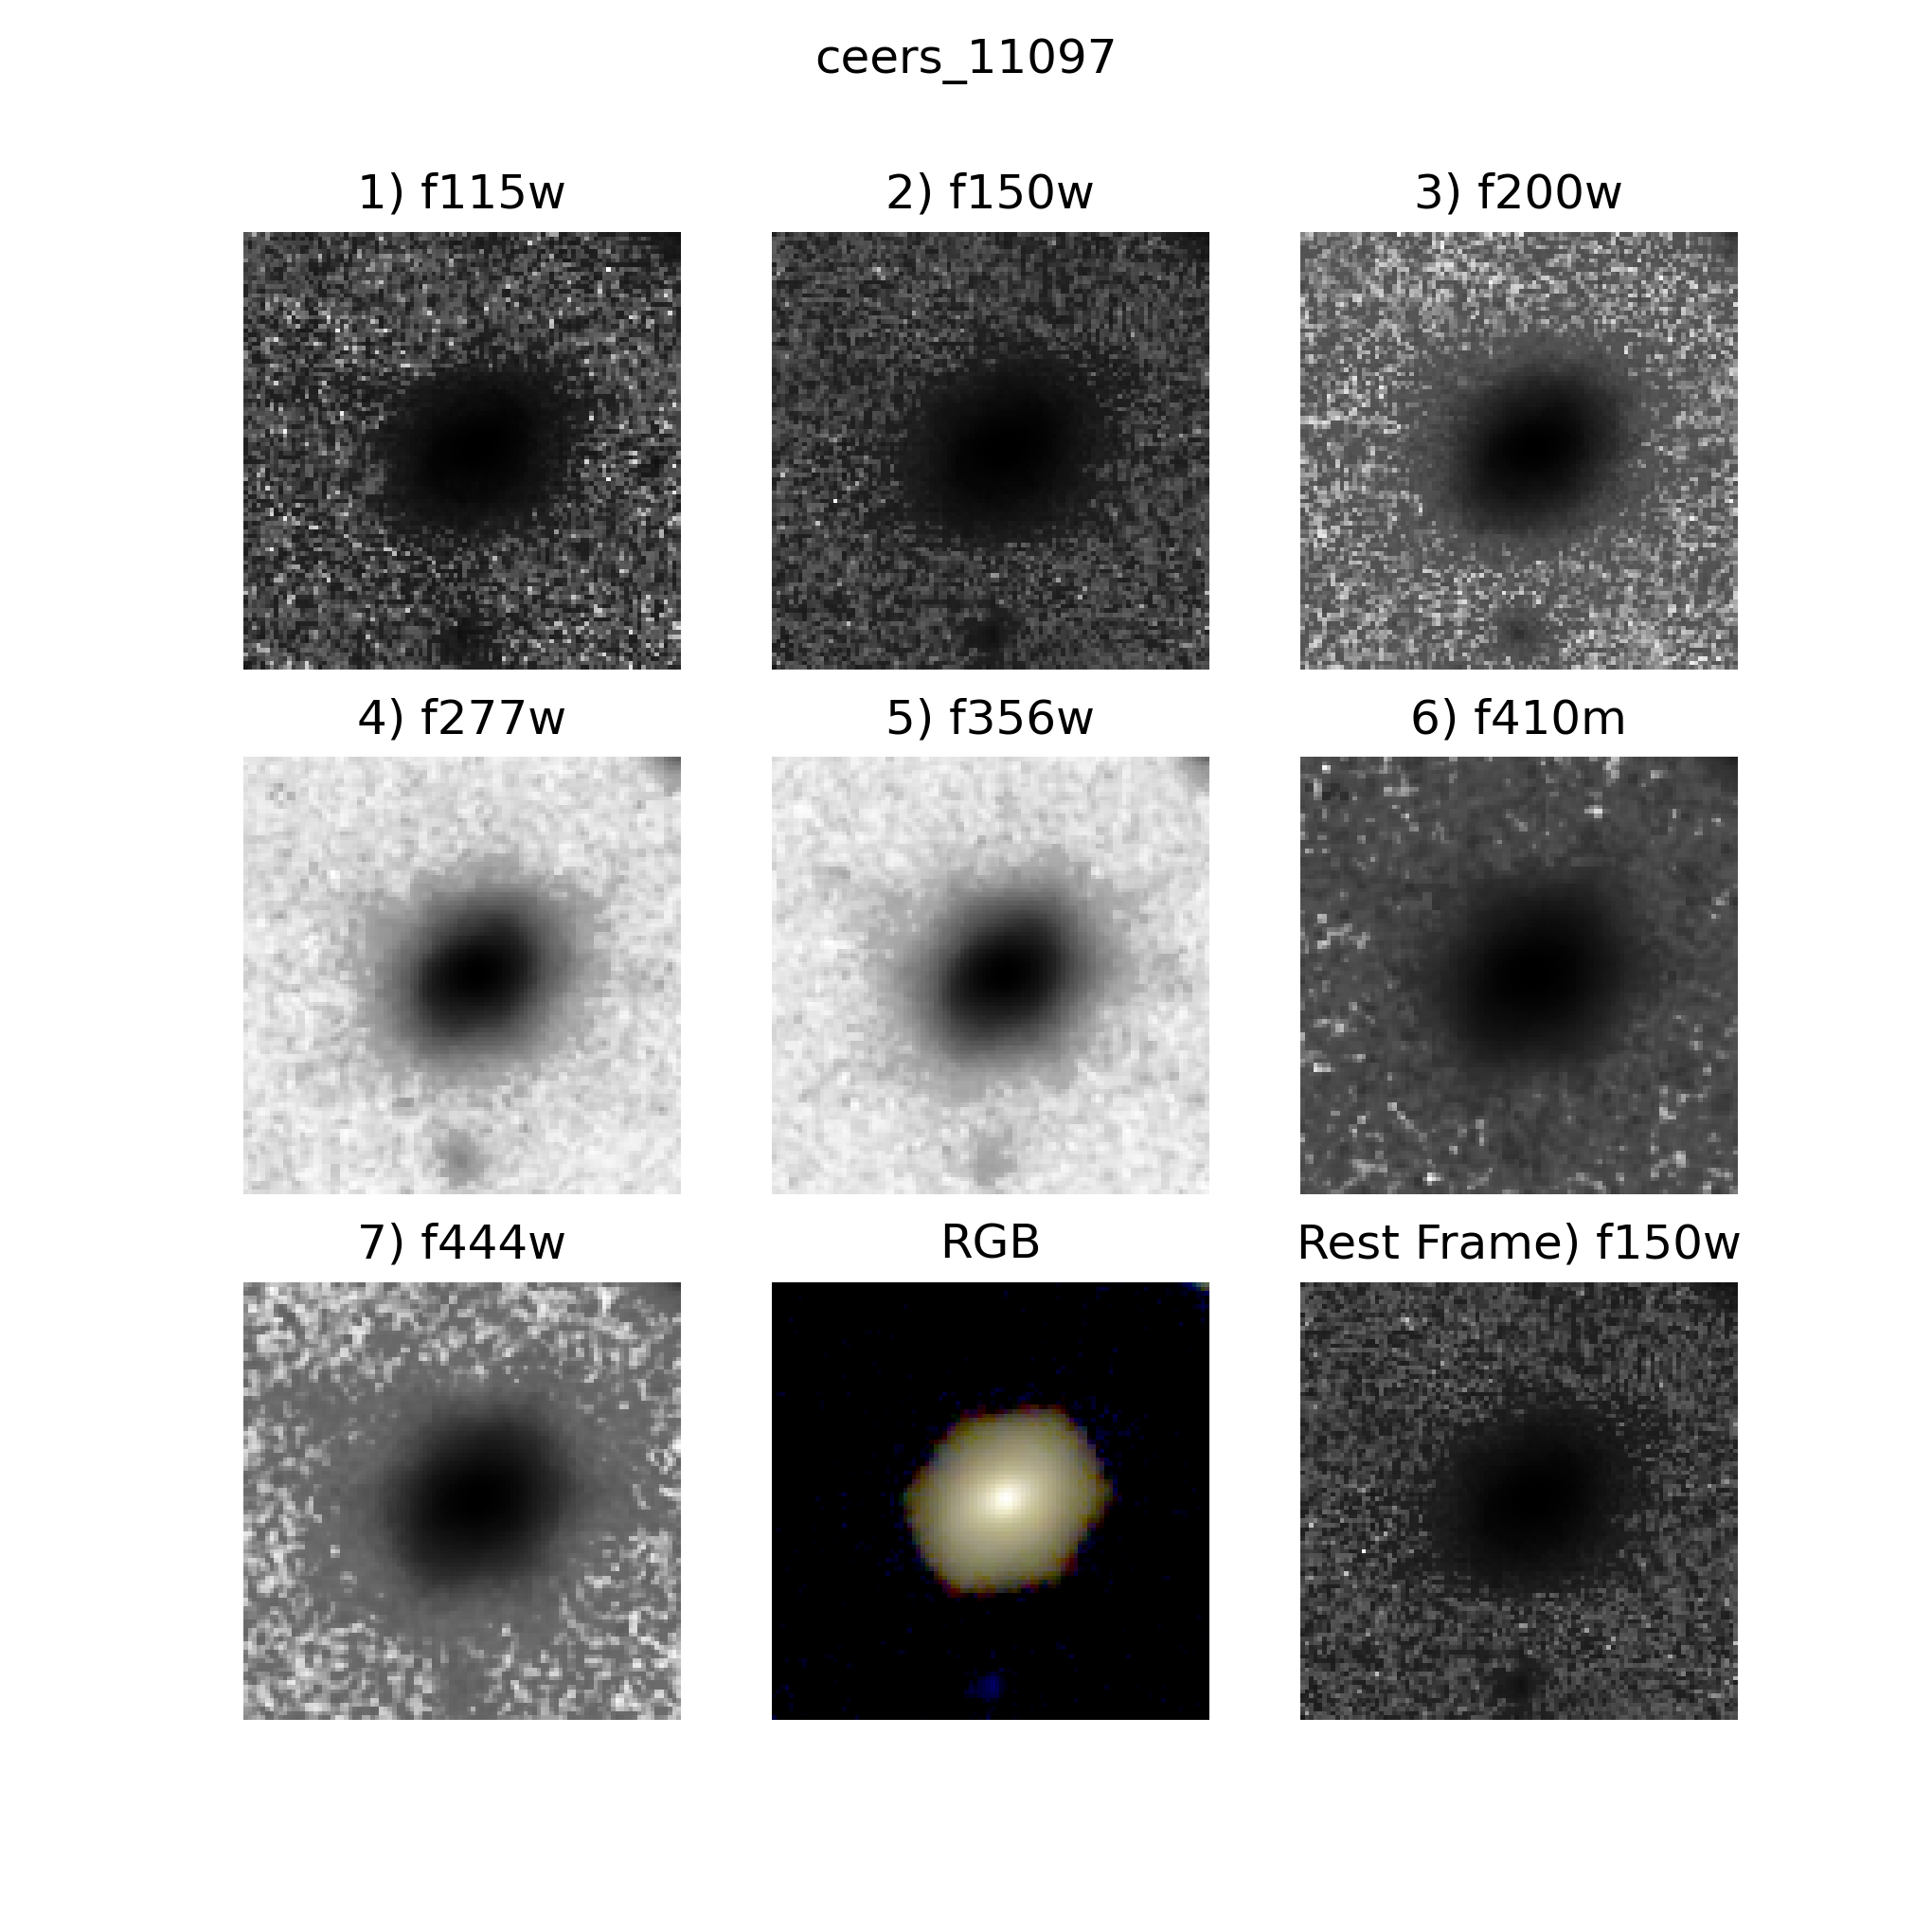 ceers_11097
1) f115w
2) f150w
3) f200w
4) f277w
5) f356w
6) f410m
7) f444w
RGB
Rest Frame) f150w